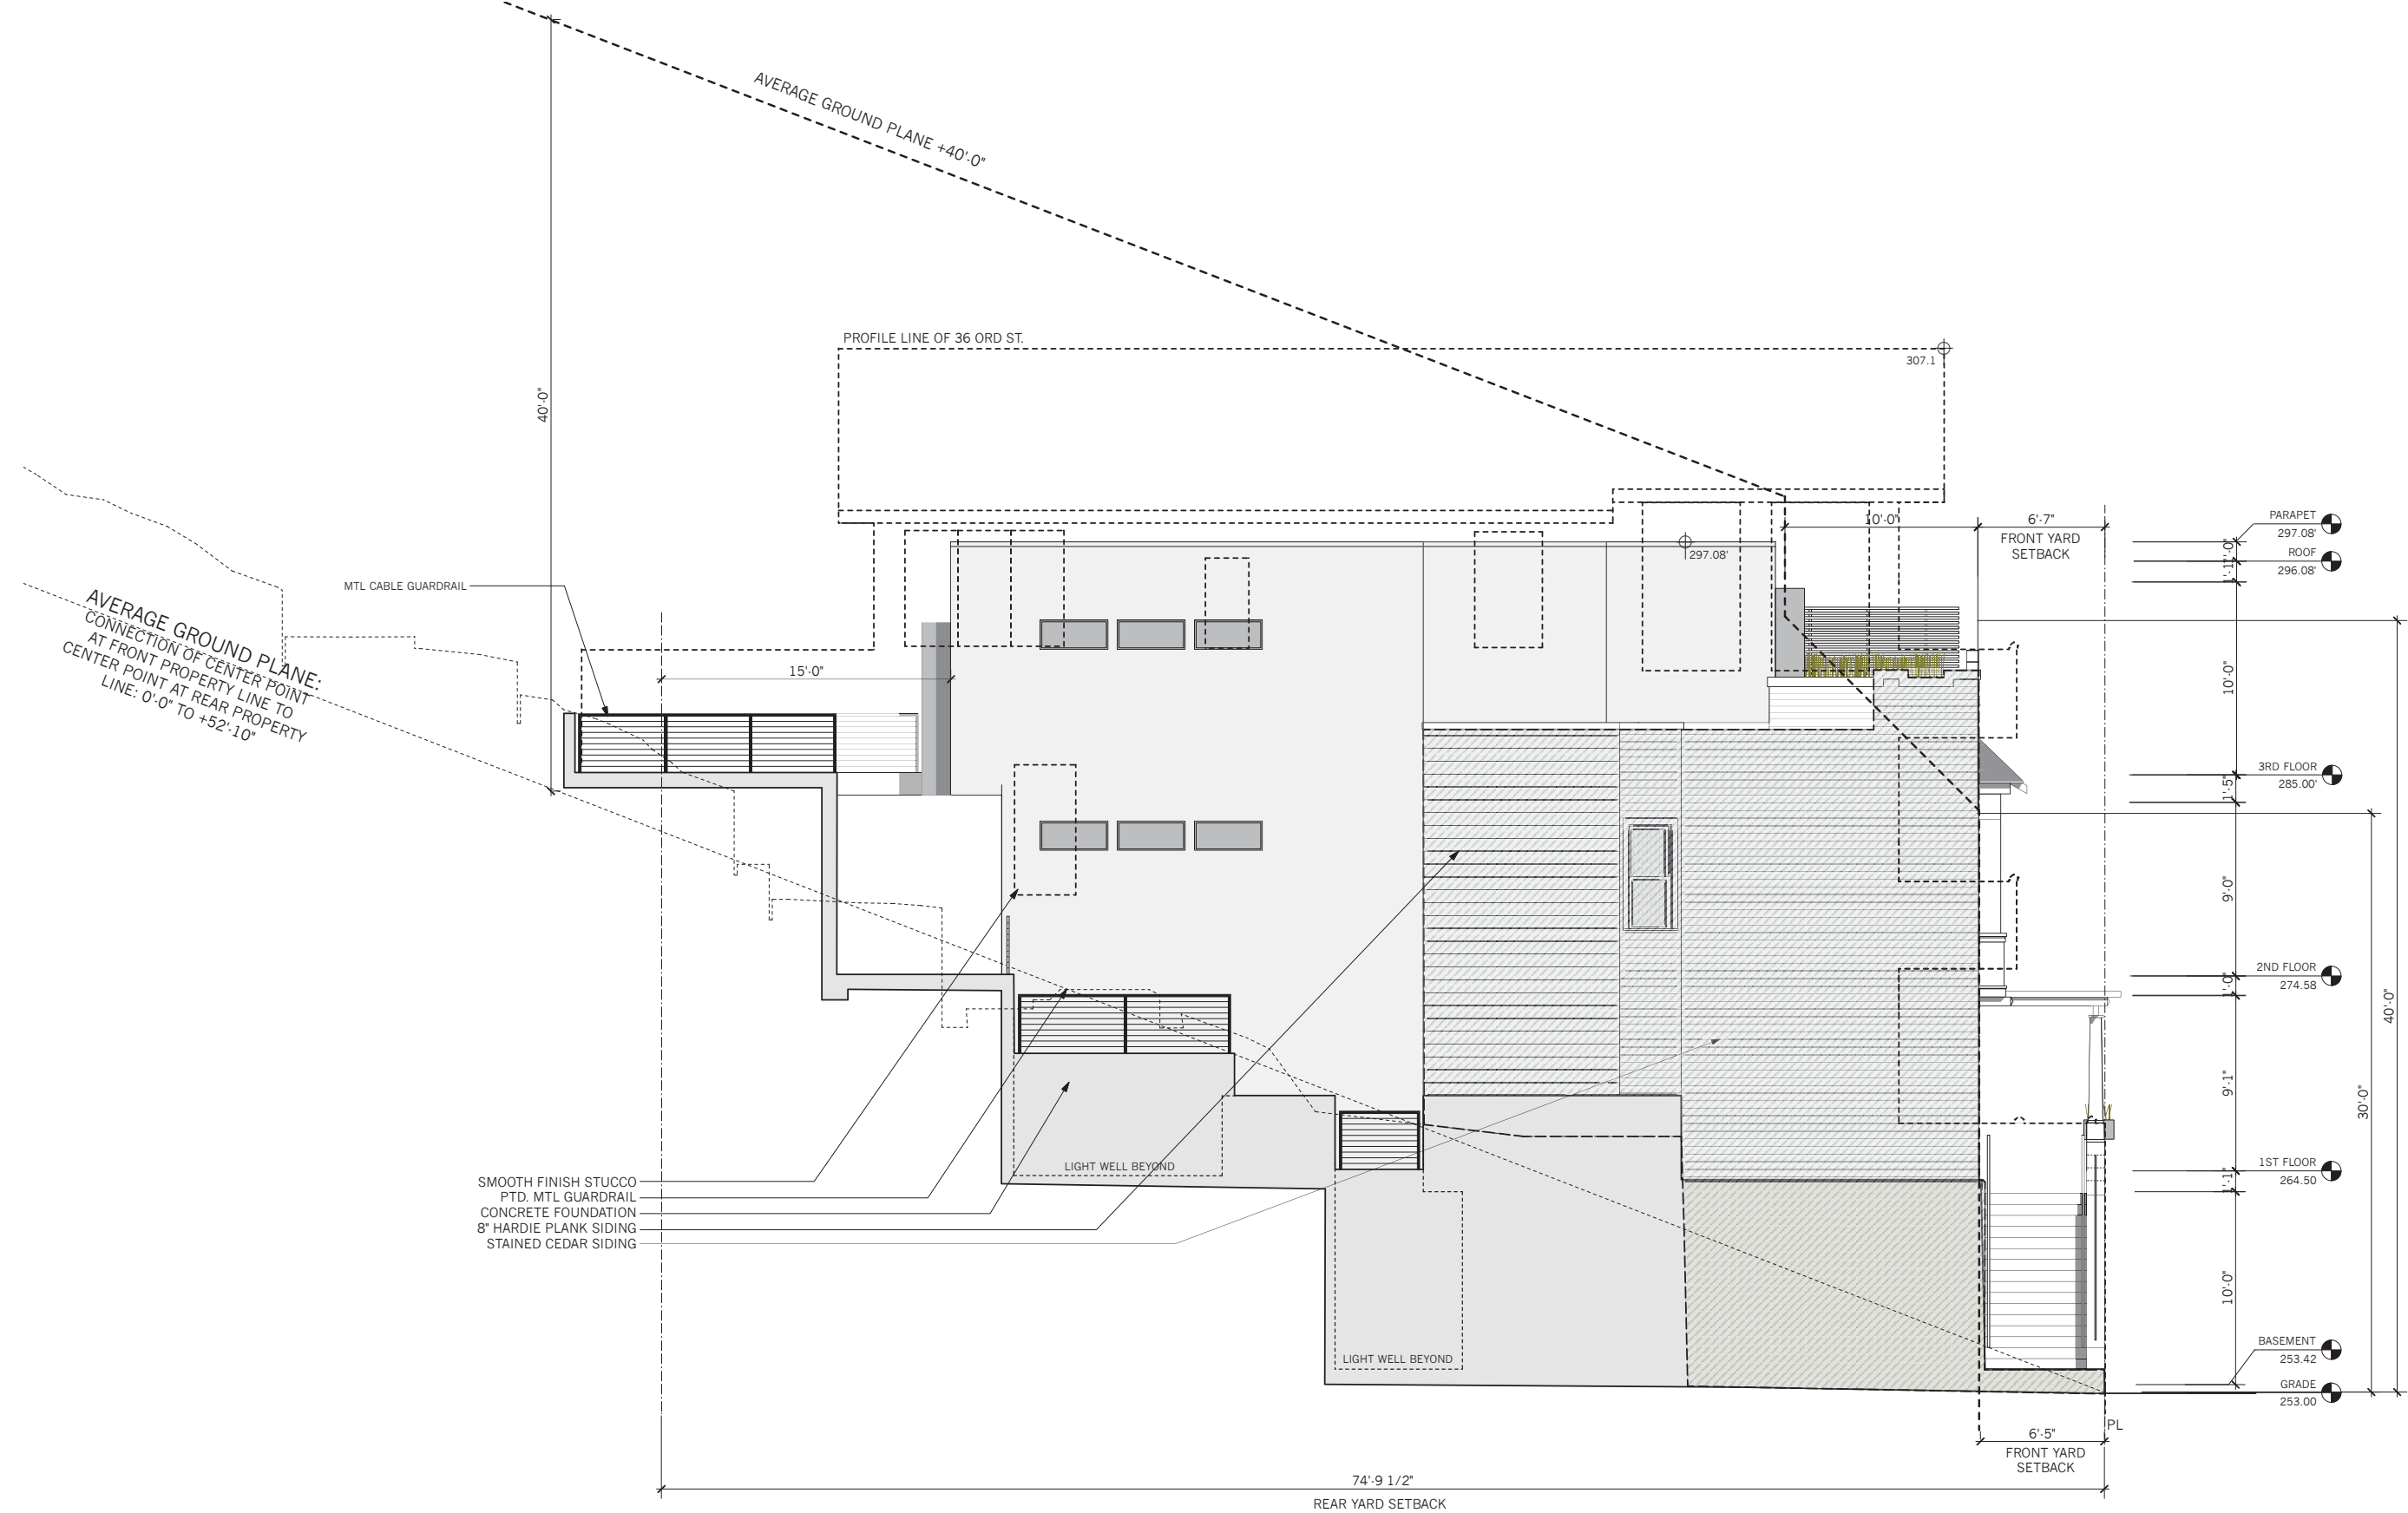 AVERAGE GROUND PLANE +40'-0"
PROFILE LINE OF 36 ORD ST.
307.1
40'-0"
10'-0"
6'-7"
FRONT YARD
SETBACK
PARAPET
297.08'
ROOF
296.08'
297.08'
1'-0"
1'-1"
MTL CABLE GUARDRAIL
AVERAGE GROUND PLANE:
CONNECTION OF CENTER POINT
AT FRONT PROPERTY LINE TO
CENTER POINT AT REAR PROPERTY
LINE: 0'-0" TO +52'-10"
15'-0"
10'-0"
3RD FLOOR
285.00'
1'-5"
9'-0"
2ND FLOOR
274.58
1'-0"
40'-0"
30'-0"
9'-1"
1ST FLOOR
264.50
1'-1"
10'-0"
LIGHT WELL BEYOND
SMOOTH FINISH STUCCO
PTD. MTL GUARDRAIL
CONCRETE FOUNDATION
8" HARDIE PLANK SIDING
STAINED CEDAR SIDING
LIGHT WELL BEYOND
BASEMENT
253.42
GRADE
253.00
PL
6'-5"
FRONT YARD
SETBACK
74'-9 1/2"
REAR YARD SETBACK